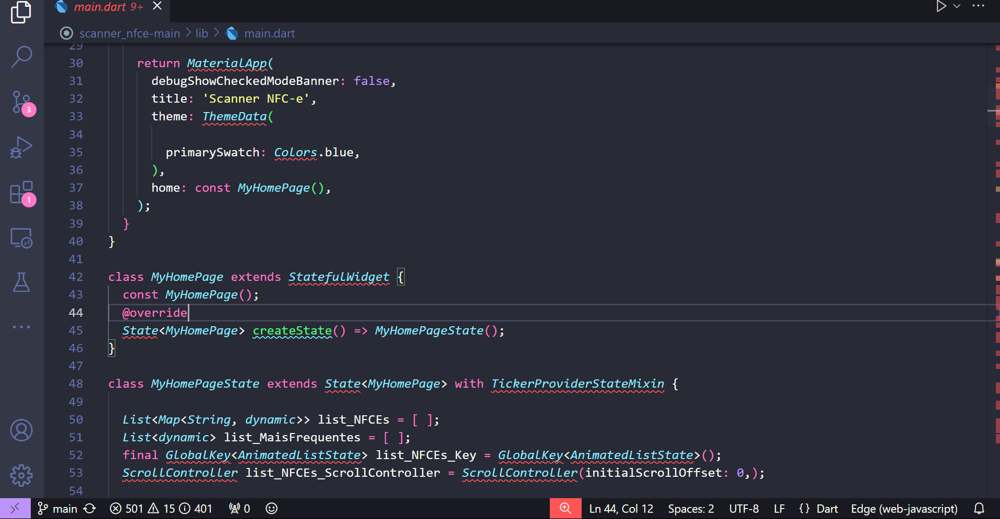 main.dart 9+
scanner_nfce-main > lib > main.dart
29
30 return MaterialApp(
31 debugShowCheckedModeBanner: false,
32 title: 'Scanner NFC-e',
33 theme: ThemeData(
34
35 primarySwatch: Colors.blue,
36 ),
37 home: const MyHomePage(),
38 );
39 }
40 }
41
42 class MyHomePage extends StatefulWidget {
43 const MyHomePage();
44 @override
45 State<MyHomePage> createState() => MyHomePageState();
46 }
47
48 class MyHomePageState extends State<MyHomePage> with TickerProviderStateMixin {
49
50 List<Map<String, dynamic>> list_NFCEs = [ ];
51 List<dynamic> list_MaisFrequentes = [ ];
52 final GlobalKey<AnimatedListState> list_NFCEs_Key = GlobalKey<AnimatedListState>();
53 ScrollController list_NFCEs_ScrollController = ScrollController(initialScrollOffset: 0,);
54
3
1
main 501 15 401 0 Ln 44, Col 12 Spaces: 2 UTF-8 LF {} Dart Edge (web-javascript)